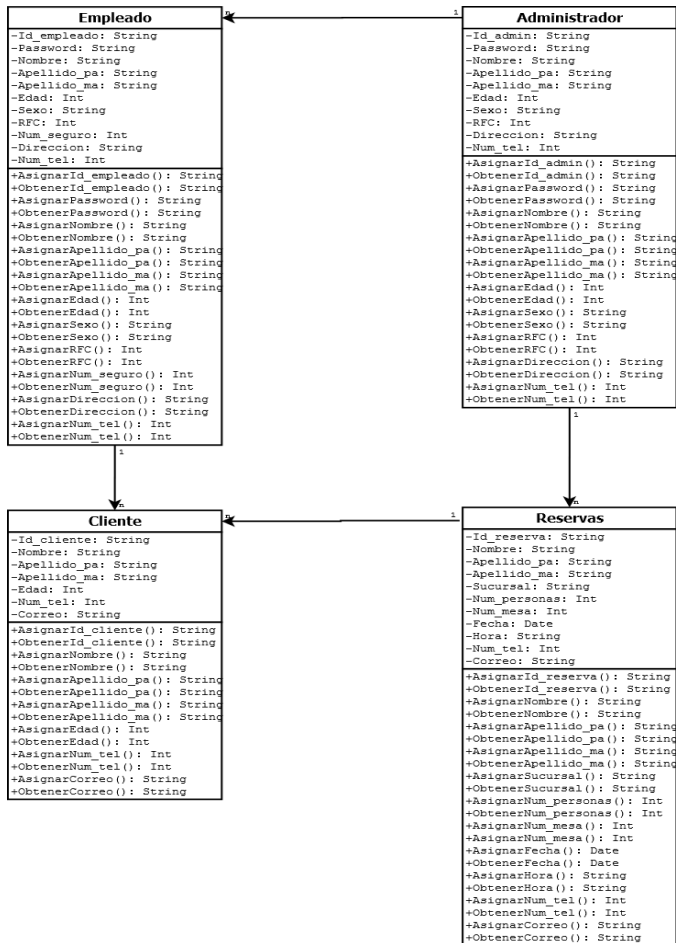 Empleado
-Id_empleado: String
-Password: String
-Nombre: String
-Apellido_pa: String
-Apellido_ma: String
-Edad: Int
-Sexo: String
-RFC: Int
-Num_seguro: Int
-Direccion: String
-Num_tel: Int
+AsignarId_empleado(): String
+ObtenerId_empleado(): String
+AsignarPassword(): String
+ObtenerPassword(): String
+AsignarNombre(): String
+ObtenerNombre(): String
+AsignarApellido_pa(): String
+ObtenerApellido_pa(): String
+AsignarApellido_ma(): String
+ObtenerApellido_ma(): String
+AsignarEdad(): Int
+ObtenerEdad(): Int
+AsignarSexo(): String
+ObtenerSexo(): String
+AsignarRFC(): Int
+ObtenerRFC(): Int
+AsignarNum_seguro(): Int
+ObtenerNum_seguro(): Int
+AsignarDireccion(): String
+ObtenerDireccion(): String
+AsignarNum_tel(): Int
+ObtenerNum_tel(): Int
n
1
Administrador
-Id_admin: String
-Password: String
-Nombre: String
-Apellido_pa: String
-Apellido_ma: String
-Edad: Int
-Sexo: String
-RFC: Int
-Direccion: String
-Num_tel: Int
+AsignarId_admin(): String
+ObtenerId_admin(): String
+AsignarPassword(): String
+ObtenerPassword(): String
+AsignarNombre(): String
+ObtenerNombre(): String
+AsignarApellido_pa(): String
+ObtenerApellido_pa(): String
+AsignarApellido_ma(): String
+ObtenerApellido_ma(): String
+AsignarEdad(): Int
+ObtenerEdad(): Int
+AsignarSexo(): String
+ObtenerSexo(): String
+AsignarRFC(): Int
+ObtenerRFC(): Int
+AsignarDireccion(): String
+ObtenerDireccion(): String
+AsignarNum_tel(): Int
+ObtenerNum_tel(): Int
1
n
1
n
Cliente
-Id_cliente: String
-Nombre: String
-Apellido_pa: String
-Apellido_ma: String
-Edad: Int
-Num_tel: Int
-Correo: String
+AsignarId_cliente(): String
+ObtenerId_cliente(): String
+AsignarNombre(): String
+ObtenerNombre(): String
+AsignarApellido_pa(): String
+ObtenerApellido_pa(): String
+AsignarApellido_ma(): String
+ObtenerApellido_ma(): String
+AsignarEdad(): Int
+ObtenerEdad(): Int
+AsignarNum_tel(): Int
+ObtenerNum_tel(): Int
+AsignarCorreo(): String
+ObtenerCorreo(): String
n
1
Reservas
-Id_reserva: String
-Nombre: String
-Apellido_pa: String
-Apellido_ma: String
-Sucursal: String
-Num_personas: Int
-Num_mesa: Int
-Fecha: Date
-Hora: String
-Num_tel: Int
-Correo: String
+AsignarId_reserva(): String
+ObtenerId_reserva(): String
+AsignarNombre(): String
+ObtenerNombre(): String
+AsignarApellido_pa(): String
+ObtenerApellido_pa(): String
+AsignarApellido_ma(): String
+ObtenerApellido_ma(): String
+AsignarSucursal(): String
+ObtenerSucursal(): String
+AsignarNum_personas(): Int
+ObtenerNum_personas(): Int
+AsignarNum_mesa(): Int
+AsignarNum_mesa(): Int
+AsignarFecha(): Date
+ObtenerFecha(): Date
+AsignarHora(): String
+ObtenerHora(): String
+AsignarNum_tel(): Int
+ObtenerNum_tel(): Int
+AsignarCorreo(): String
+ObtenerCorreo(): String